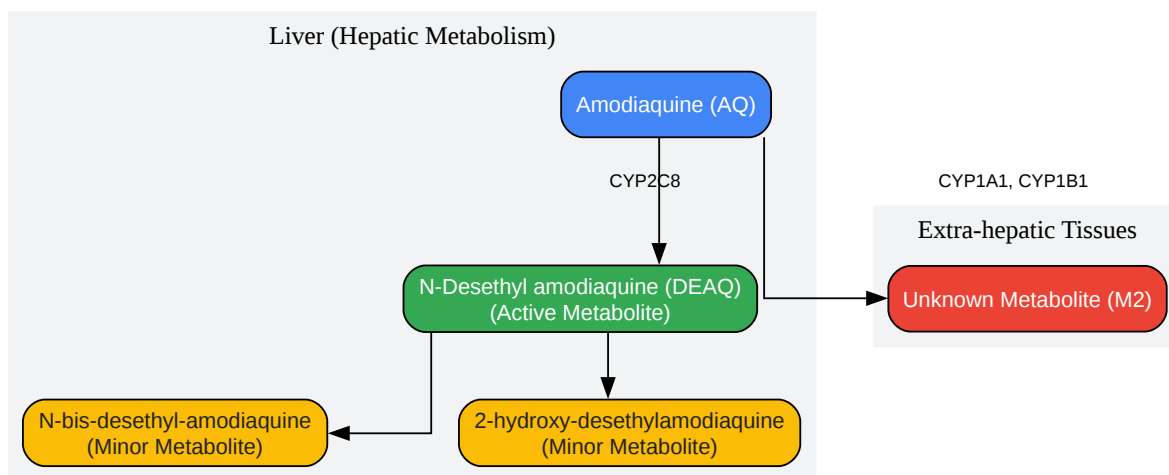 Liver (Hepatic Metabolism)
Amodiaquine (AQ)
CYP2C8
CYP1A1, CYP1B1
Extra-hepatic Tissues
N-Desethyl amodiaquine (DEAQ)
(Active Metabolite)
Unknown Metabolite (M2)
N-bis-desethyl-amodiaquine
(Minor Metabolite)
2-hydroxy-desethylamodiaquine
(Minor Metabolite)